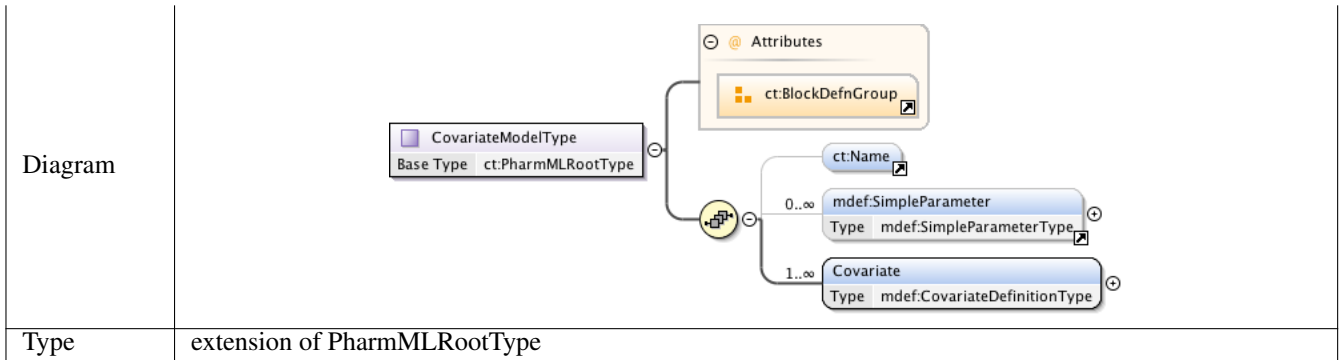 Diagram
@ Attributes
ct:BlockDefnGroup
CovariateModelType
Base Type ct:PharmMLRootType
ct:Name
0..∞
mdef:SimpleParameter
Type mdef:SimpleParameterType
1..∞
Covariate
Type mdef:CovariateDefinitionType
Type extension of PharmMLRootType